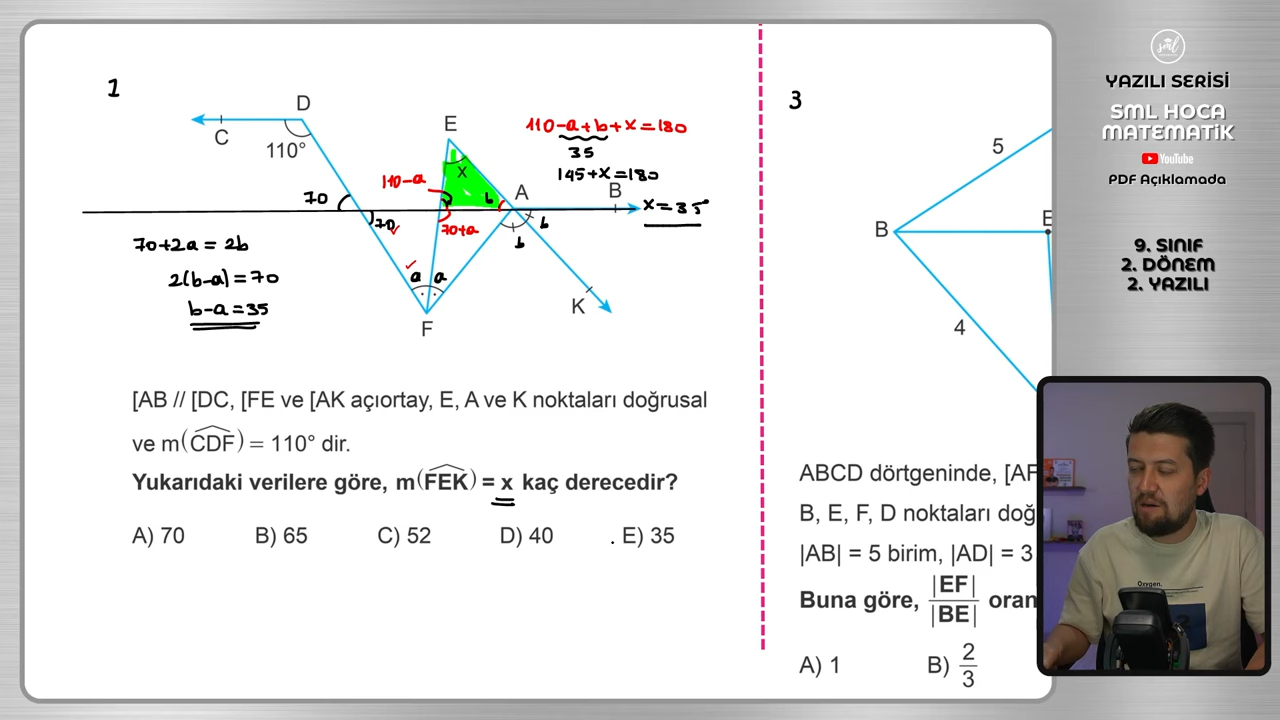 1
D
C
110°
E
x
A
B
K
F
70
70
110-a
70+a
b
b
b
a
a
110-a+b+x=180
35
145+x=180
x=35°
70+2a=2b
2(b-a)=70
b-a=35
[AB // [DC, [FE ve [AK açıortay, E, A ve K noktaları doğrusal
ve m(CDF) = 110° dir.
Yukarıdaki verilere göre, m(FEK) = x kaç derecedir?
A) 70 B) 65 C) 52 D) 40 E) 35
3
5
B
E
4
ABCD dörtgeninde, [AF
B, E, F, D noktaları doğ
|AB| = 5 birim, |AD| = 3
Buna göre, |EF| / |BE| oran
A) 1 B) 2/3
sml
YAZILI SERİSİ
SML HOCA
MATEMATİK
YouTube
PDF Açıklamada
9. SINIF
2. DÖNEM
2. YAZILI
Oxygen.